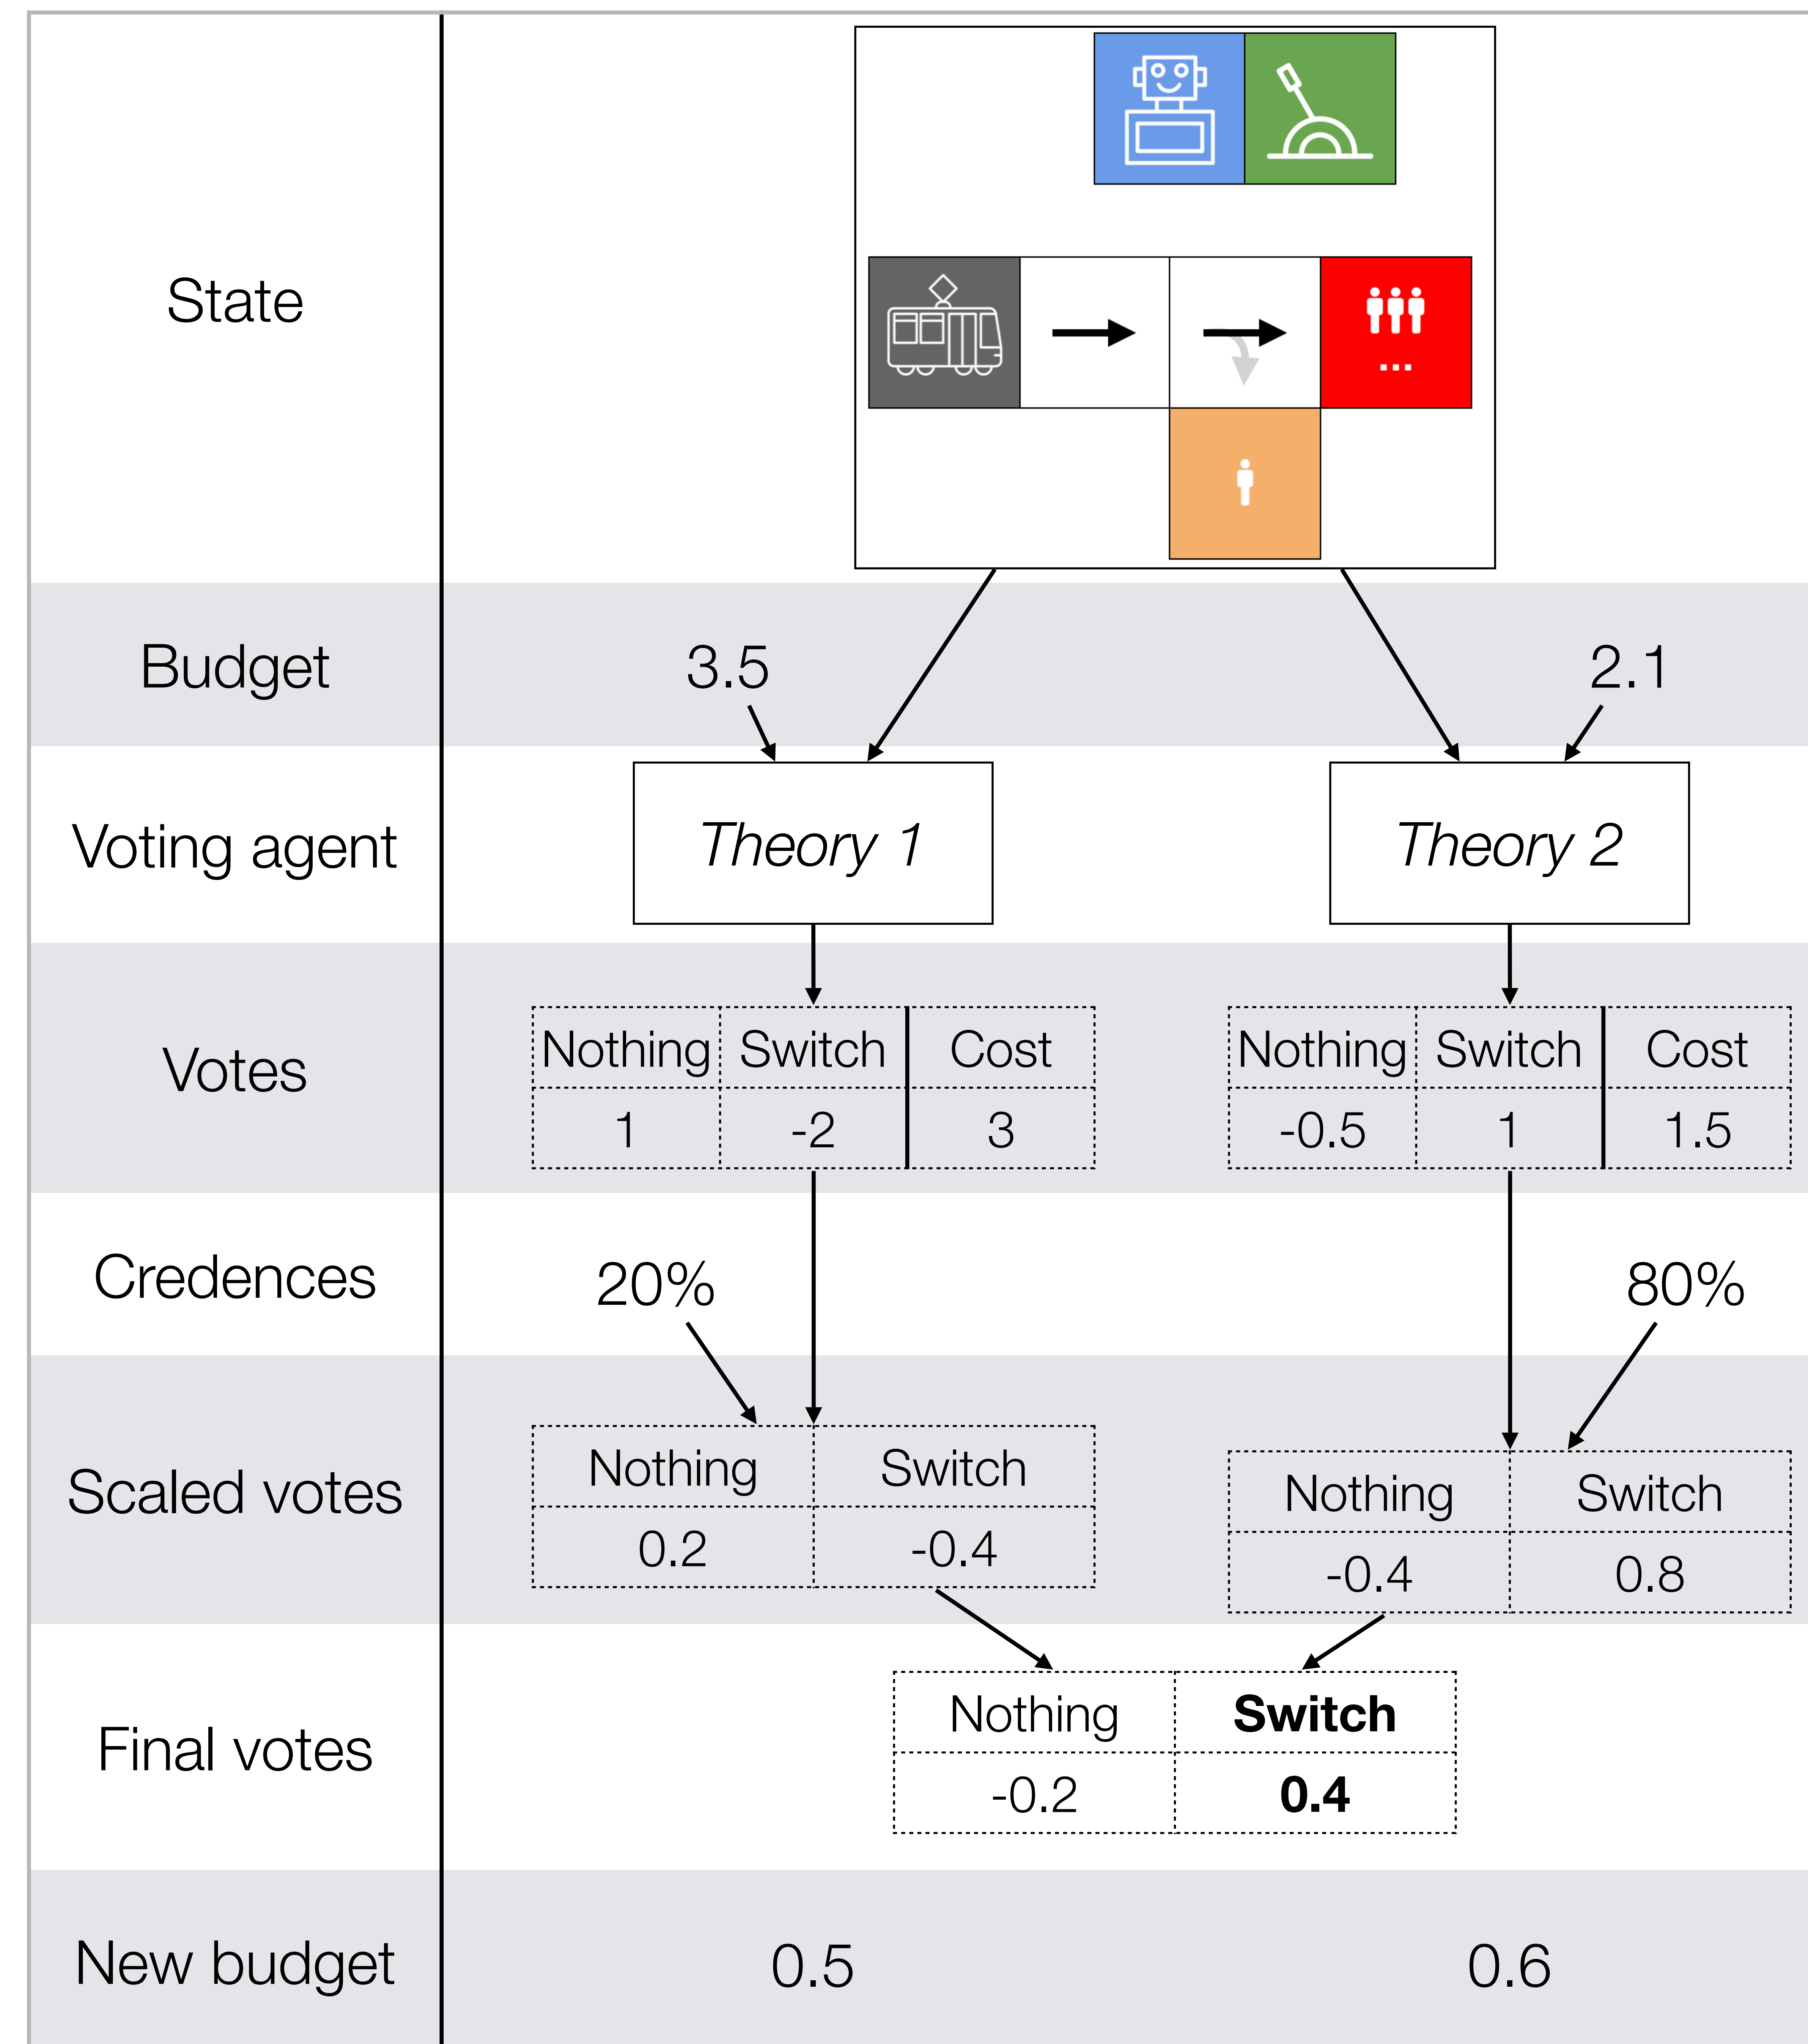 State
...
Budget
3.5
2.1
Voting agent
Theory 1
Theory 2
Votes
Nothing Switch Cost
1 -2 3
Nothing Switch Cost
-0.5 1 1.5
Credences
20%
80%
Scaled votes
Nothing Switch
0.2 -0.4
Nothing Switch
-0.4 0.8
Final votes
Nothing Switch
-0.2 0.4
New budget
0.5
0.6